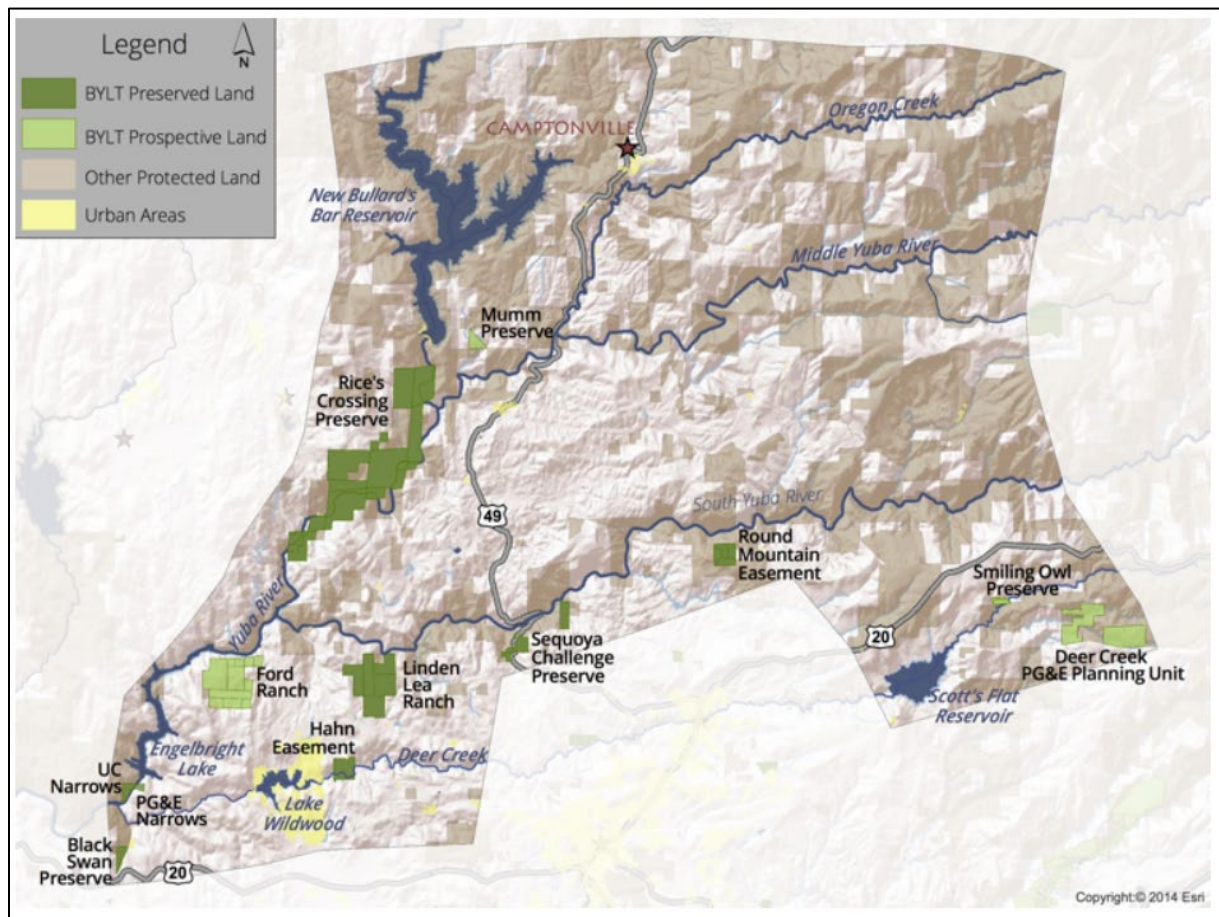 Legend
N
BYLT Preserved Land
BYLT Prospective Land
Other Protected Land
Urban Areas
CAMPTONVILLE
Oregon Creek
New Bullard's
Bar Reservoir
Middle Yuba River
Mumm
Preserve
Rice's
Crossing
Preserve
49
South Yuba River
Round
Mountain
Easement
Smiling Owl
Preserve
20
Yuba River
Sequoya
Challenge
Preserve
Deer Creek
PG&E Planning Unit
Ford
Ranch
Linden
Lea
Ranch
Scott's Flat
Reservoir
Hahn
Easement
Engelbright
Lake
Deer Creek
UC
Narrows
PG&E
Narrows
Lake
Wildwood
Black
Swan
Preserve
20
Copyright:© 2014 Esri